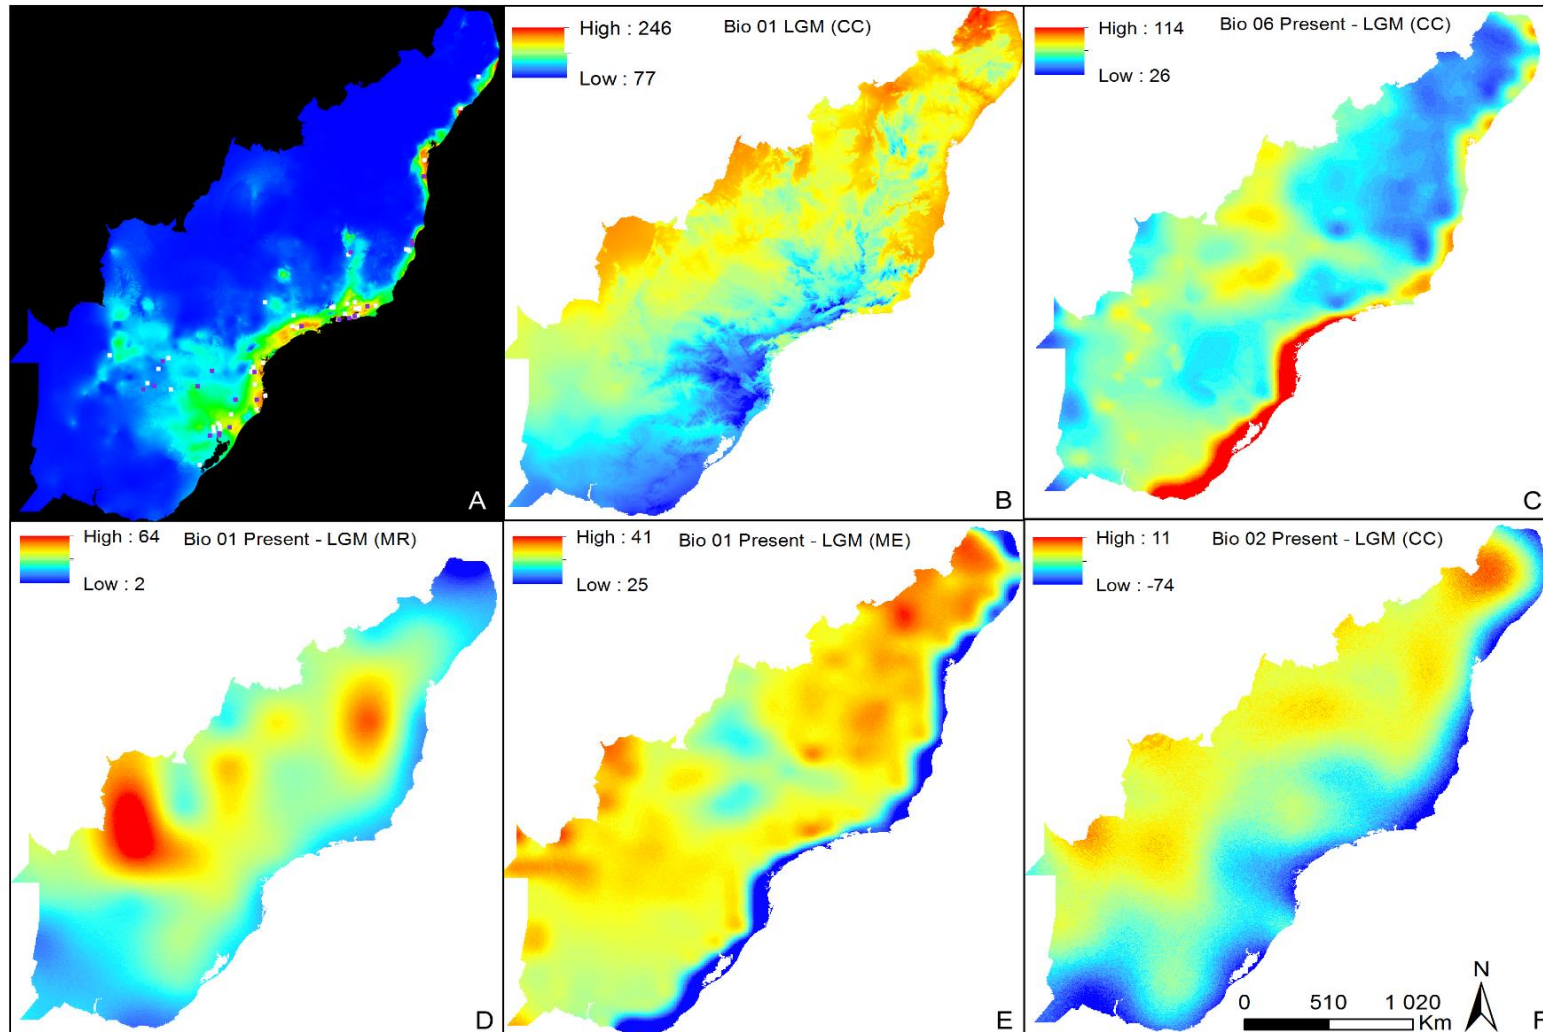 A
High : 246
Bio 01 LGM (CC)
Low : 77
B
High : 114
Bio 06 Present - LGM (CC)
Low : 26
C
High : 64
Bio 01 Present - LGM (MR)
Low : 2
D
High : 41
Bio 01 Present - LGM (ME)
Low : 25
E
High : 11
Bio 02 Present - LGM (CC)
Low : -74
N
0 510 1 020
Km
F